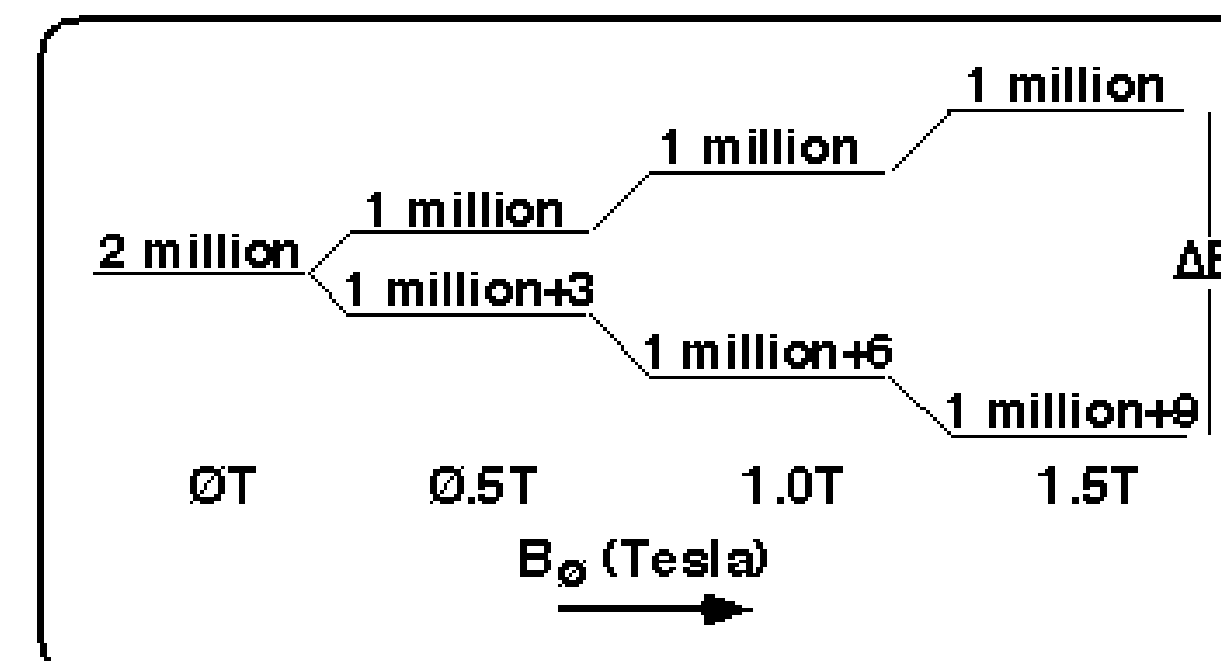 1 million
1 million
1 million
2 million
1 million+3
1 million+6
1 million+9
ØT Ø.5T 1.0T 1.5T
BØ (Tesla)